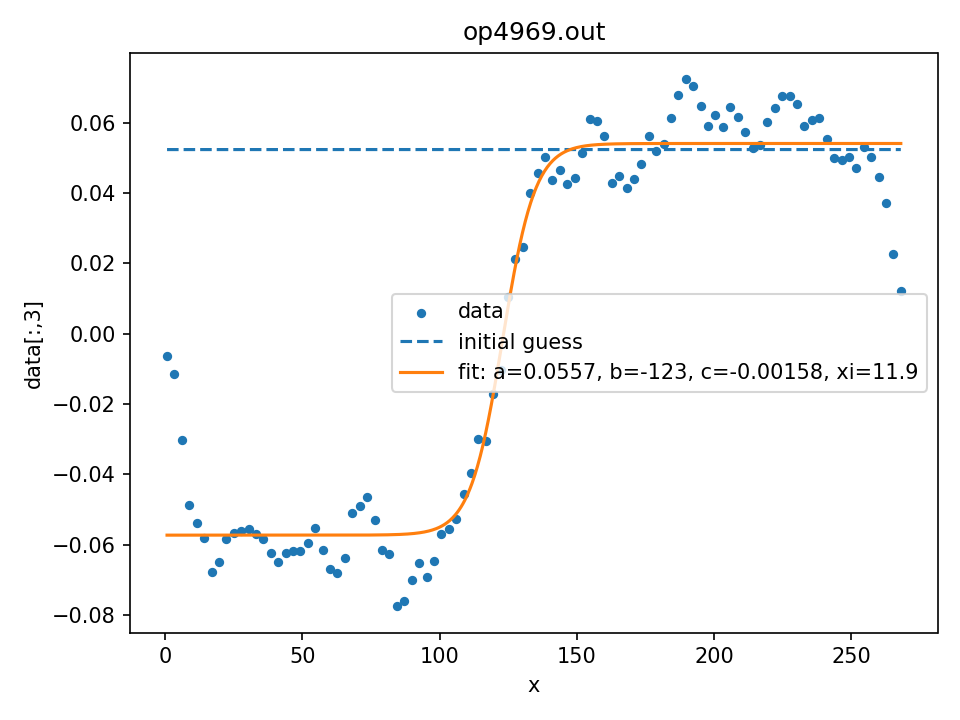 op4969.out
0.06
0.04
0.02
0.00
−0.02
−0.04
−0.06
−0.08
data[:,3]
data
initial guess
fit: a=0.0557, b=-123, c=-0.00158, xi=11.9
0 50 100 150 200 250
x